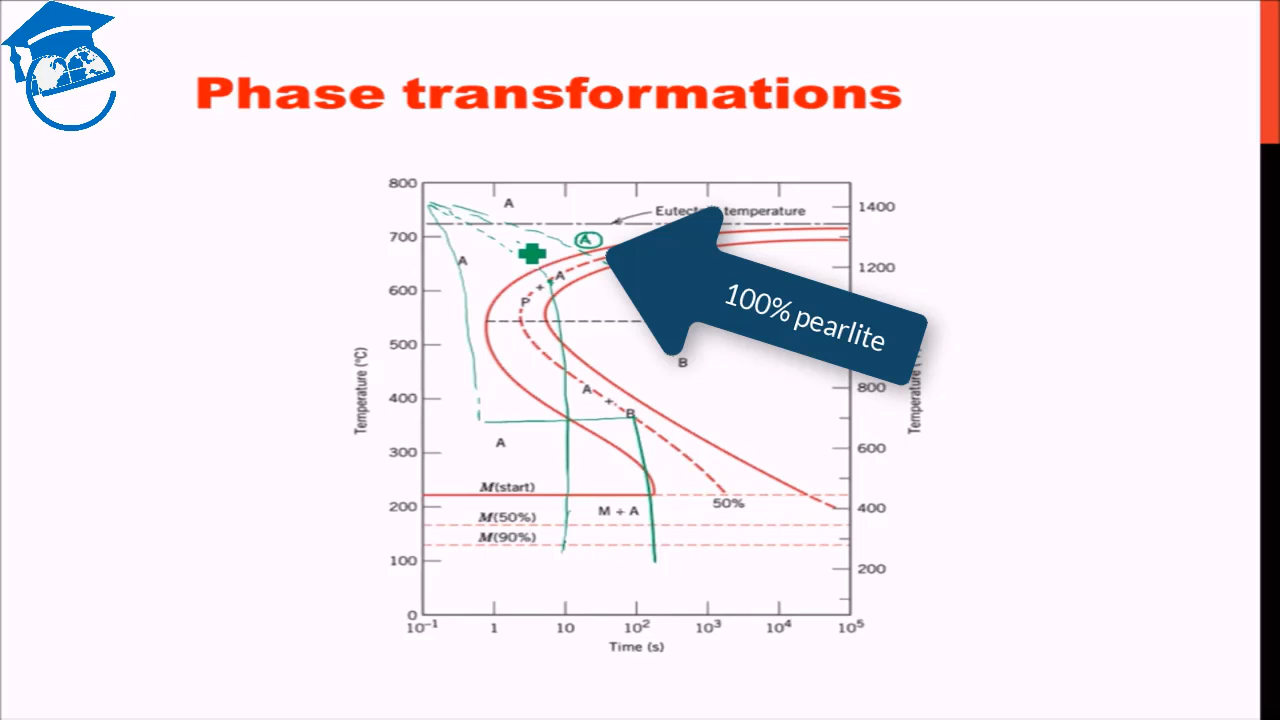 Phase transformations
800
700
600
500
400
300
200
100
0
Temperature (°C)
1400
1200
800
600
400
200
Temperature (°
A
Eutect temperature
A
A
P + A
100% pearlite
B
A + B
A
M(start)
M(50%)
M(90%)
M + A
50%
10⁻¹
1
10
10²
10³
10⁴
10⁵
Time (s)